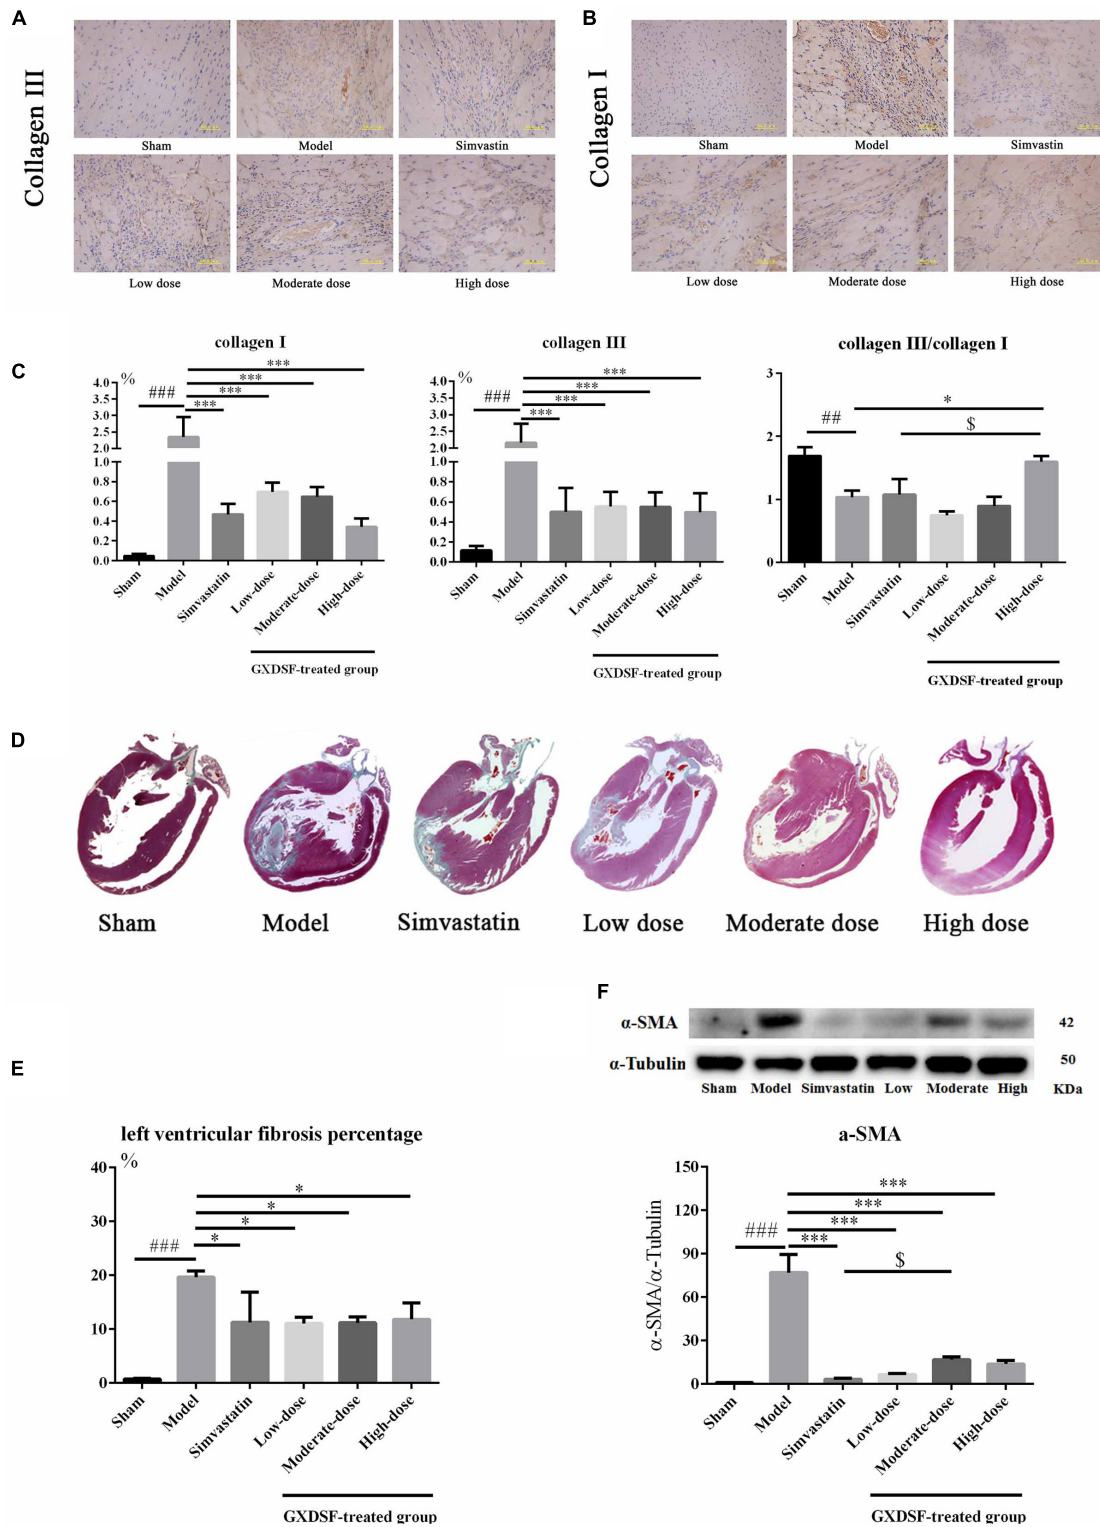 A
B
Collagen III
Collagen I
Sham Model Simvastin
Sham Model Simvastin
Low dose Moderate dose High dose
Low dose Moderate dose High dose
C
collagen I
%
4.0
3.5
3.0
2.5
2.0
1.0
0.8
0.6
0.4
0.2
0.0
###
***
***
***
***
Sham
Model
Simvastatin
Low-dose
Moderate-dose
High-dose
GXDSF-treated group
collagen III
%
4.0
3.5
3.0
2.5
2.0
1.0
0.8
0.6
0.4
0.2
0.0
###
***
***
***
***
Sham
Model
Simvastatin
Low-dose
Moderate-dose
High-dose
GXDSF-treated group
collagen III/collagen I
3
2
1
0
##
*
$
Sham
Model
Simvastatin
Low-dose
Moderate-dose
High-dose
GXDSF-treated group
D
Sham Model Simvastatin Low dose Moderate dose High dose
F
α-SMA 42
α-Tubulin 50
Sham Model Simvastatin Low Moderate High KDa
E
left ventricular fibrosis percentage
%
40
30
20
10
0
###
*
*
*
*
Sham
Model
Simvastatin
Low-dose
Moderate-dose
High-dose
GXDSF-treated group
a-SMA
α-SMA/α-Tubulin
150
120
90
60
30
0
###
***
***
***
***
$
Sham
Model
Simvastatin
Low-dose
Moderate-dose
High-dose
GXDSF-treated group